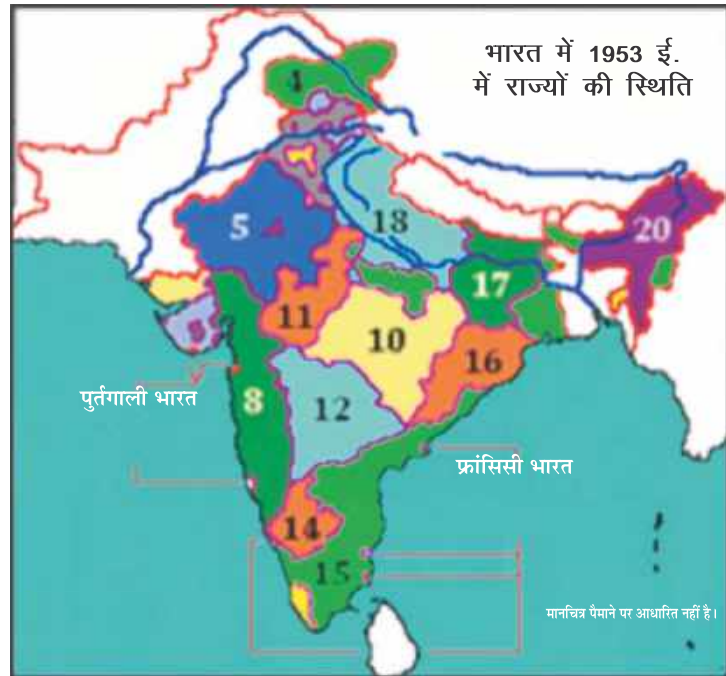 भारत में 1953 ई.
में राज्यों की स्थिति
4
5
18
20
17
11
10
16
पुर्तगाली भारत
8
12
फ्रांसिसी भारत
14
15
मानचित्र पैमाने पर आधारित नहीं है।